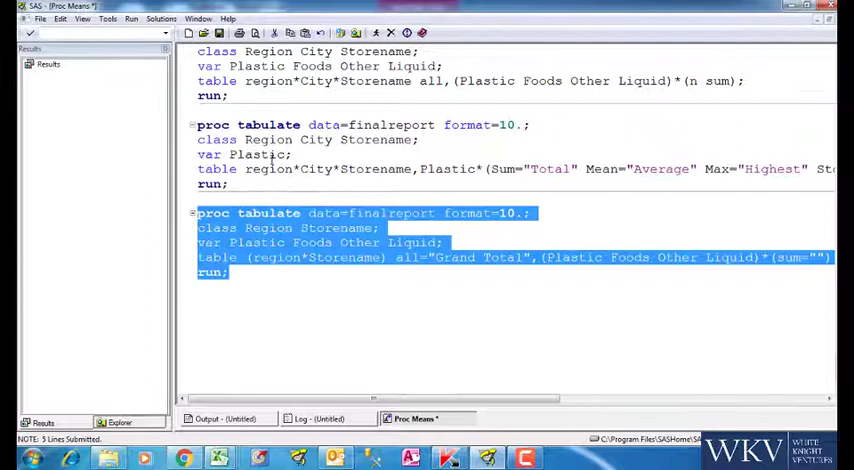 SAS - [Proc Means *]
File Edit View Tools Run Solutions Window Help
Results
Results
class Region City Storename;
var Plastic Foods Other Liquid;
table region*City*Storename all,(Plastic Foods Other Liquid)*(n sum);
run;
proc tabulate data=finalreport format=10.;
class Region City Storename;
var Plastic;
table region*City*Storename,Plastic*(Sum="Total" Mean="Average" Max="Highest" Std
run;
proc tabulate data=finalreport format=10.;
class Region Storename;
var Plastic Foods Other Liquid;
table (region*Storename) all="Grand Total",(Plastic Foods Other Liquid)*(sum="")
run;
Results Explorer
Output - (Untitled) Log - (Untitled) Proc Means *
NOTE: 5 Lines Submitted.
C:\Program Files\SASHome\SAS
WKV
WHITE
KNIGHT
VENTURES